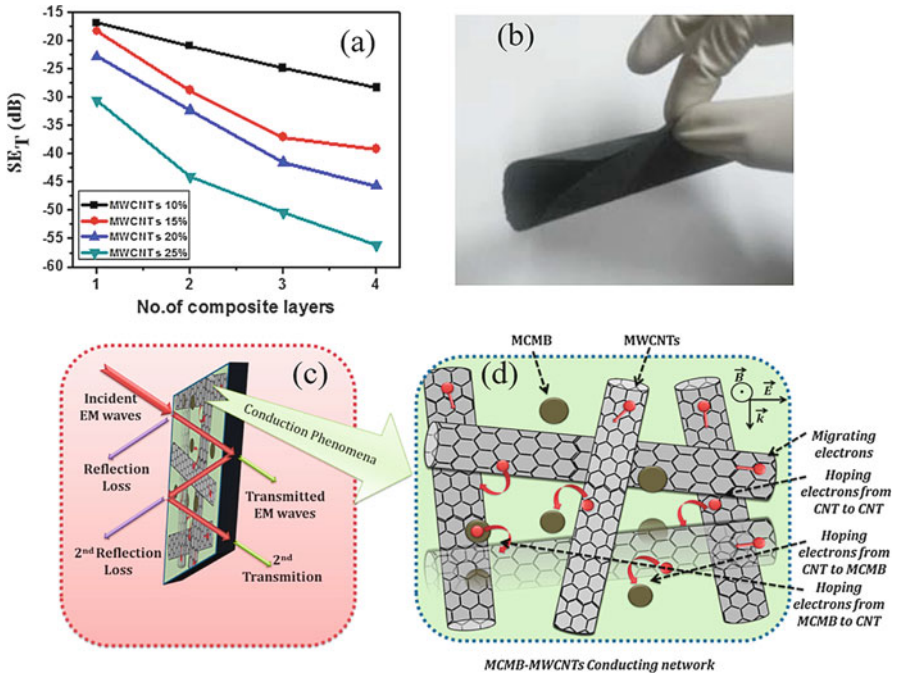 (a)
SE_T (dB)
-15
-20
-25
-30
-35
-40
-45
-50
-55
-60
MWCNTs 10%
MWCNTs 15%
MWCNTs 20%
MWCNTs 25%
1 2 3 4
No.of composite layers
(b)
(c)
Incident
EM waves
Reflection
Loss
2nd Reflection
Loss
Transmitted
EM waves
2nd
Transmition
Conduction Phenomena
(d)
MCMB
MWCNTs
B
E
k
Migrating
electrons
Hoping
electrons from
CNT to CNT
Hoping
electrons from
CNT to MCMB
Hoping
electrons from
MCMB to CNT
MCMB-MWCNTs Conducting network